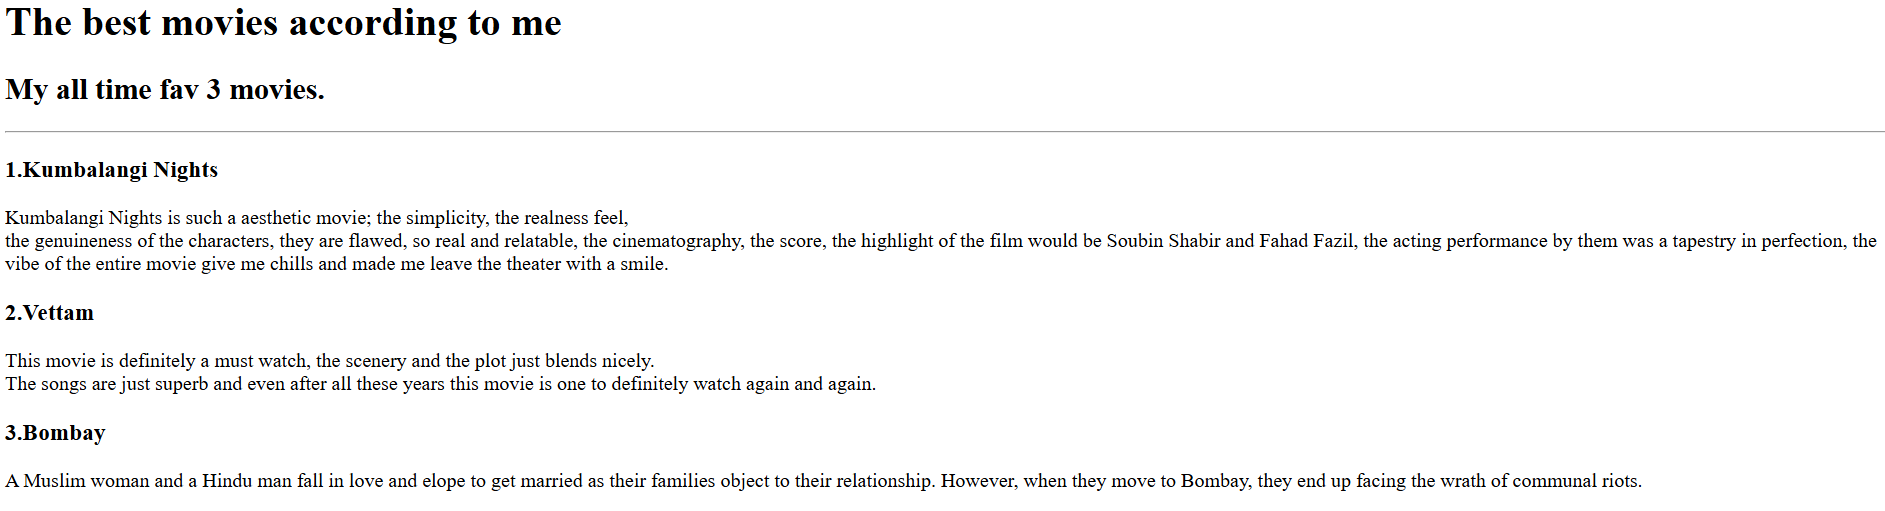 The best movies according to me
My all time fav 3 movies.
1.Kumbalangi Nights
Kumbalangi Nights is such a aesthetic movie; the simplicity, the realness feel,
the genuineness of the characters, they are flawed, so real and relatable, the cinematography, the score, the highlight of the film would be Soubin Shabir and Fahad Fazil, the acting performance by them was a tapestry in perfection, the
vibe of the entire movie give me chills and made me leave the theater with a smile.
2.Vettam
This movie is definitely a must watch, the scenery and the plot just blends nicely.
The songs are just superb and even after all these years this movie is one to definitely watch again and again.
3.Bombay
A Muslim woman and a Hindu man fall in love and elope to get married as their families object to their relationship. However, when they move to Bombay, they end up facing the wrath of communal riots.